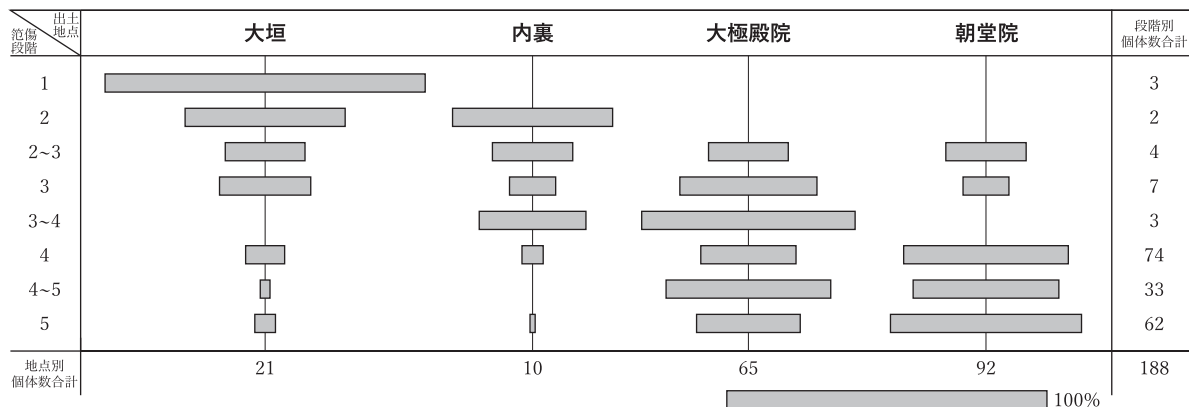 出土
地点
笵傷
段階
大垣 内裏 大極殿院 朝堂院
段階別
個体数合計
1 3
2 2
2~3 4
3 7
3~4 3
4 74
4~5 33
5 62
地点別
個体数合計
21 10 65 92 188
100%